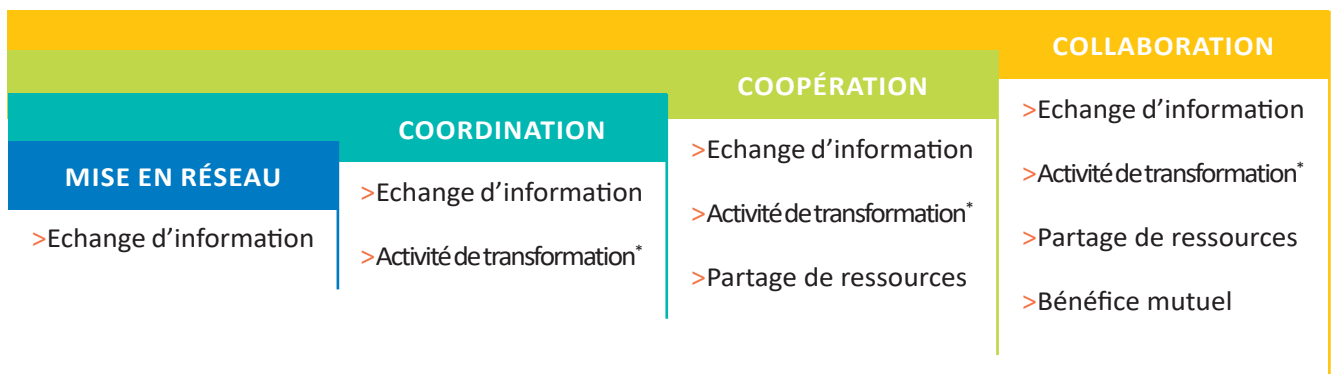 MISE EN RÉSEAU
>Echange d'information
COORDINATION
>Echange d'information
>Activité de transformation*
COOPÉRATION
>Echange d'information
>Activité de transformation*
>Partage de ressources
COLLABORATION
>Echange d'information
>Activité de transformation*
>Partage de ressources
>Bénéfice mutuel